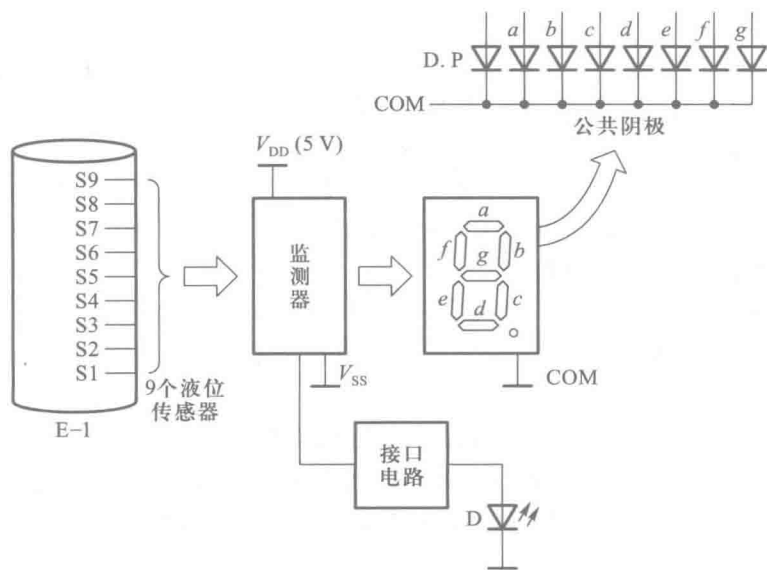 a b c d e f g
D. P
COM
公共阴极
V_DD (5 V)
S9
S8
S7
S6
S5
S4
S3
S2
S1
9个液位
传感器
E-1
监测器
V_SS
a
f g b
e d c
COM
接口
电路
D